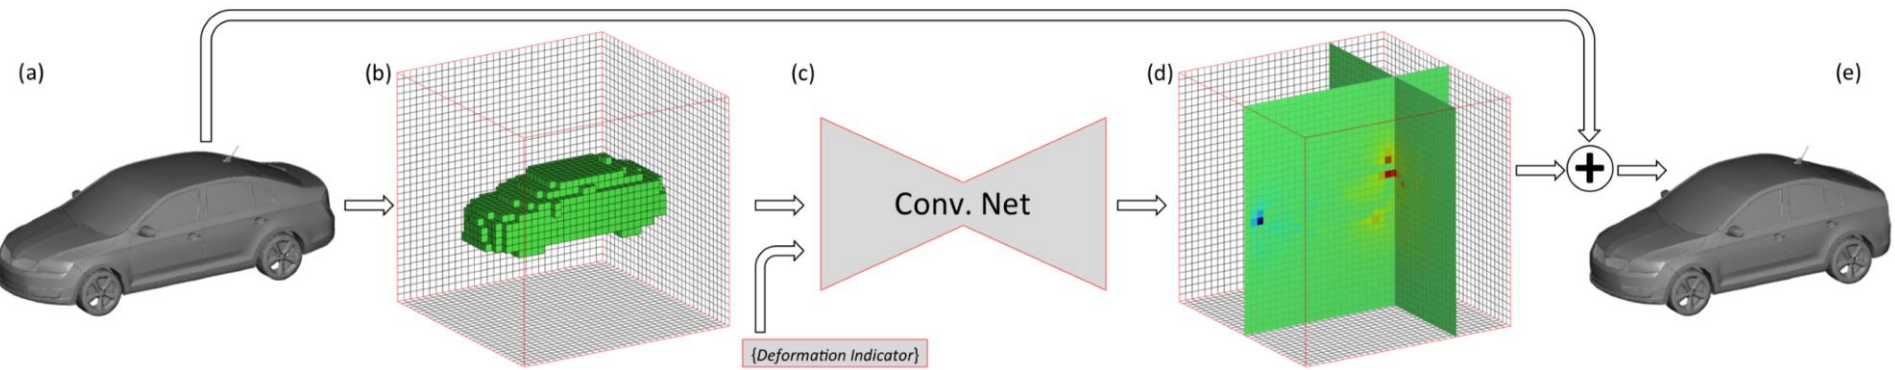 (a)
(b)
(c)
(d)
(e)
Conv. Net
{Deformation Indicator}